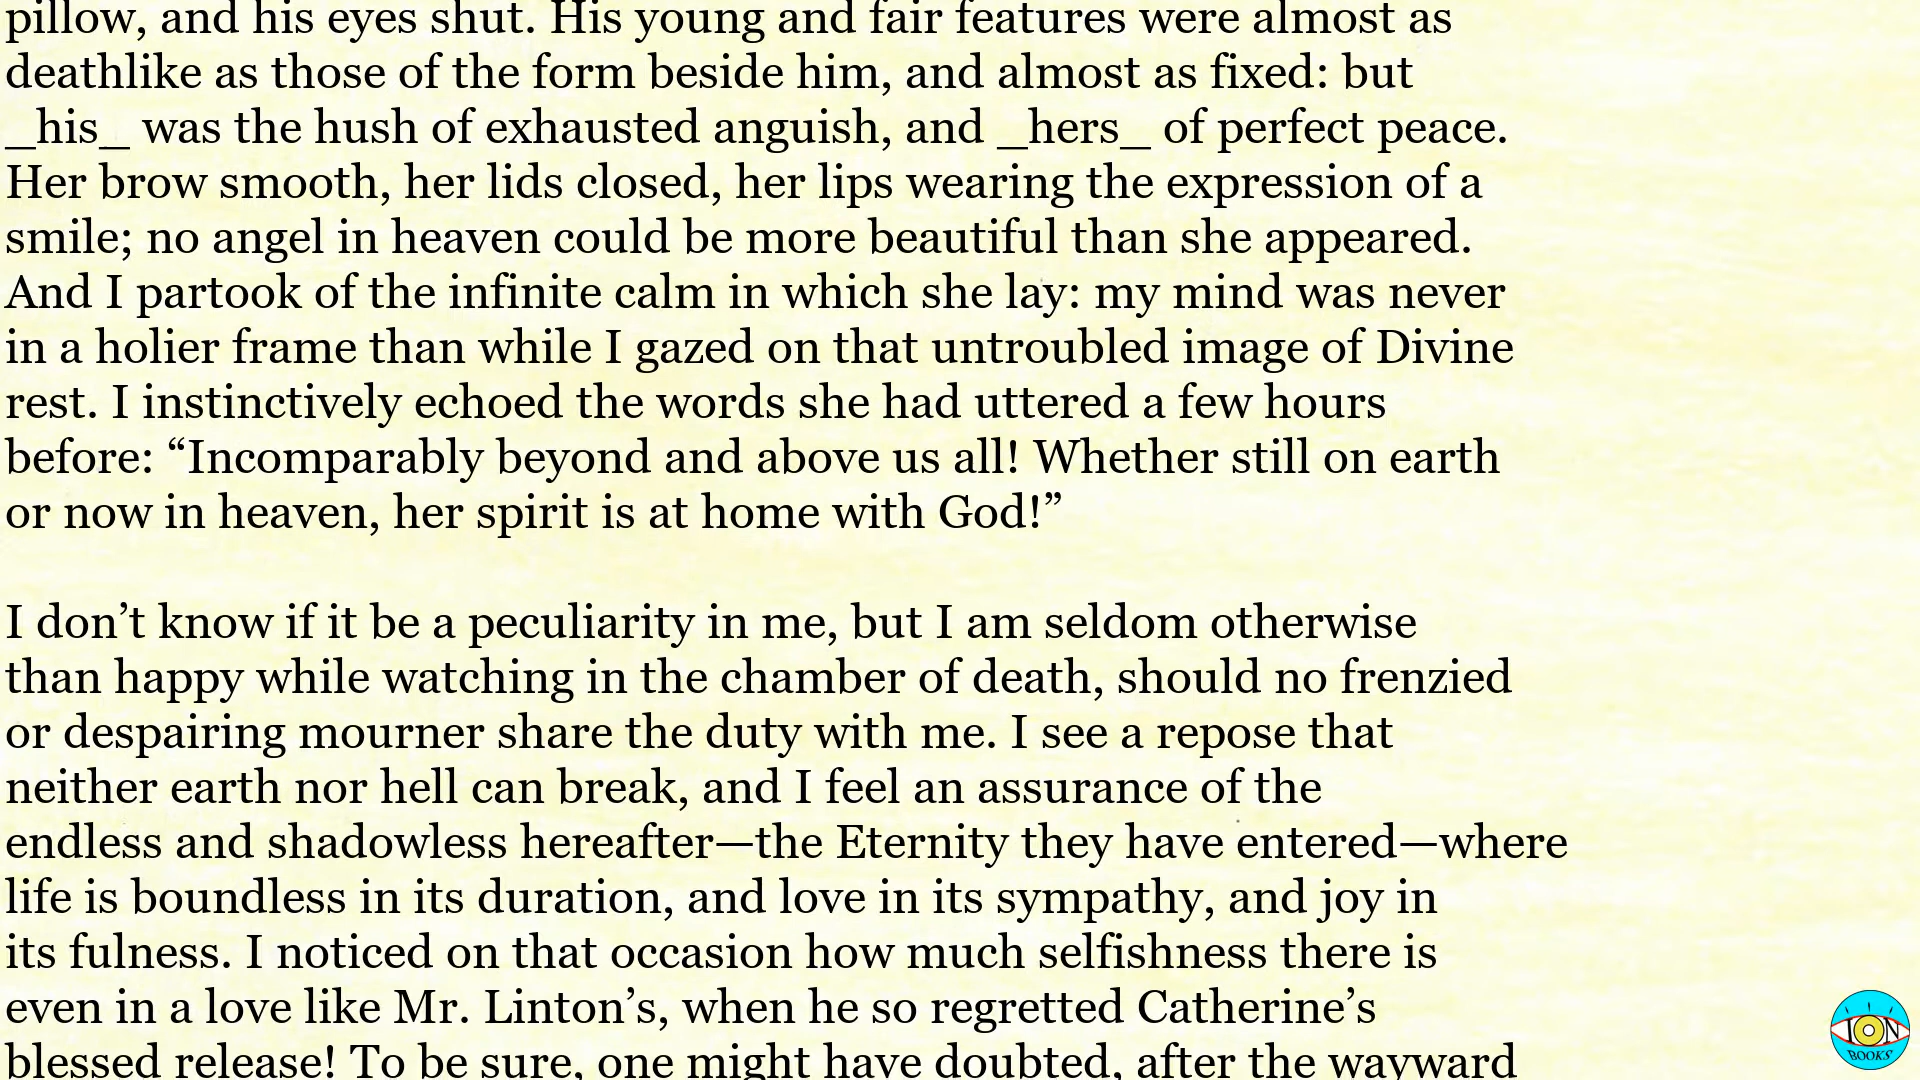 pillow, and his eyes shut. His young and fair features were almost as
deathlike as those of the form beside him, and almost as fixed: but
_his_ was the hush of exhausted anguish, and _hers_ of perfect peace.
Her brow smooth, her lids closed, her lips wearing the expression of a
smile; no angel in heaven could be more beautiful than she appeared.
And I partook of the infinite calm in which she lay: my mind was never
in a holier frame than while I gazed on that untroubled image of Divine
rest. I instinctively echoed the words she had uttered a few hours
before: “Incomparably beyond and above us all! Whether still on earth
or now in heaven, her spirit is at home with God!”
I don’t know if it be a peculiarity in me, but I am seldom otherwise
than happy while watching in the chamber of death, should no frenzied
or despairing mourner share the duty with me. I see a repose that
neither earth nor hell can break, and I feel an assurance of the
endless and shadowless hereafter—the Eternity they have entered—where
life is boundless in its duration, and love in its sympathy, and joy in
its fulness. I noticed on that occasion how much selfishness there is
even in a love like Mr. Linton’s, when he so regretted Catherine’s
blessed release! To be sure, one might have doubted, after the wayward
ION
BOOKS